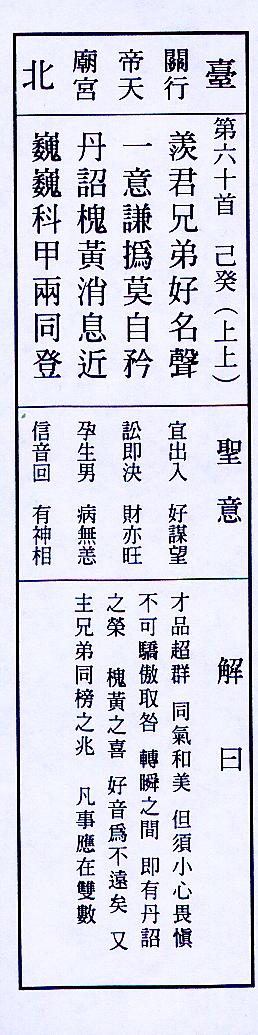 臺北
關行
帝天
廟宮
第六十首 己癸(上上)
羨君兄弟好名聲
一意謙撝莫自矜
丹詔槐黃消息近
巍巍科甲兩同登
聖意
宜出入 好謀望
訟即決 財亦旺
孕生男 病無恙
信音回 有神相
解曰
才品超群 同氣和美 但須小心畏慎
不可驕傲取咎 轉瞬之間 即有丹詔
之榮 槐黃之喜 好音為不遠矣 又
主兄弟同榜之兆 凡事應在雙數